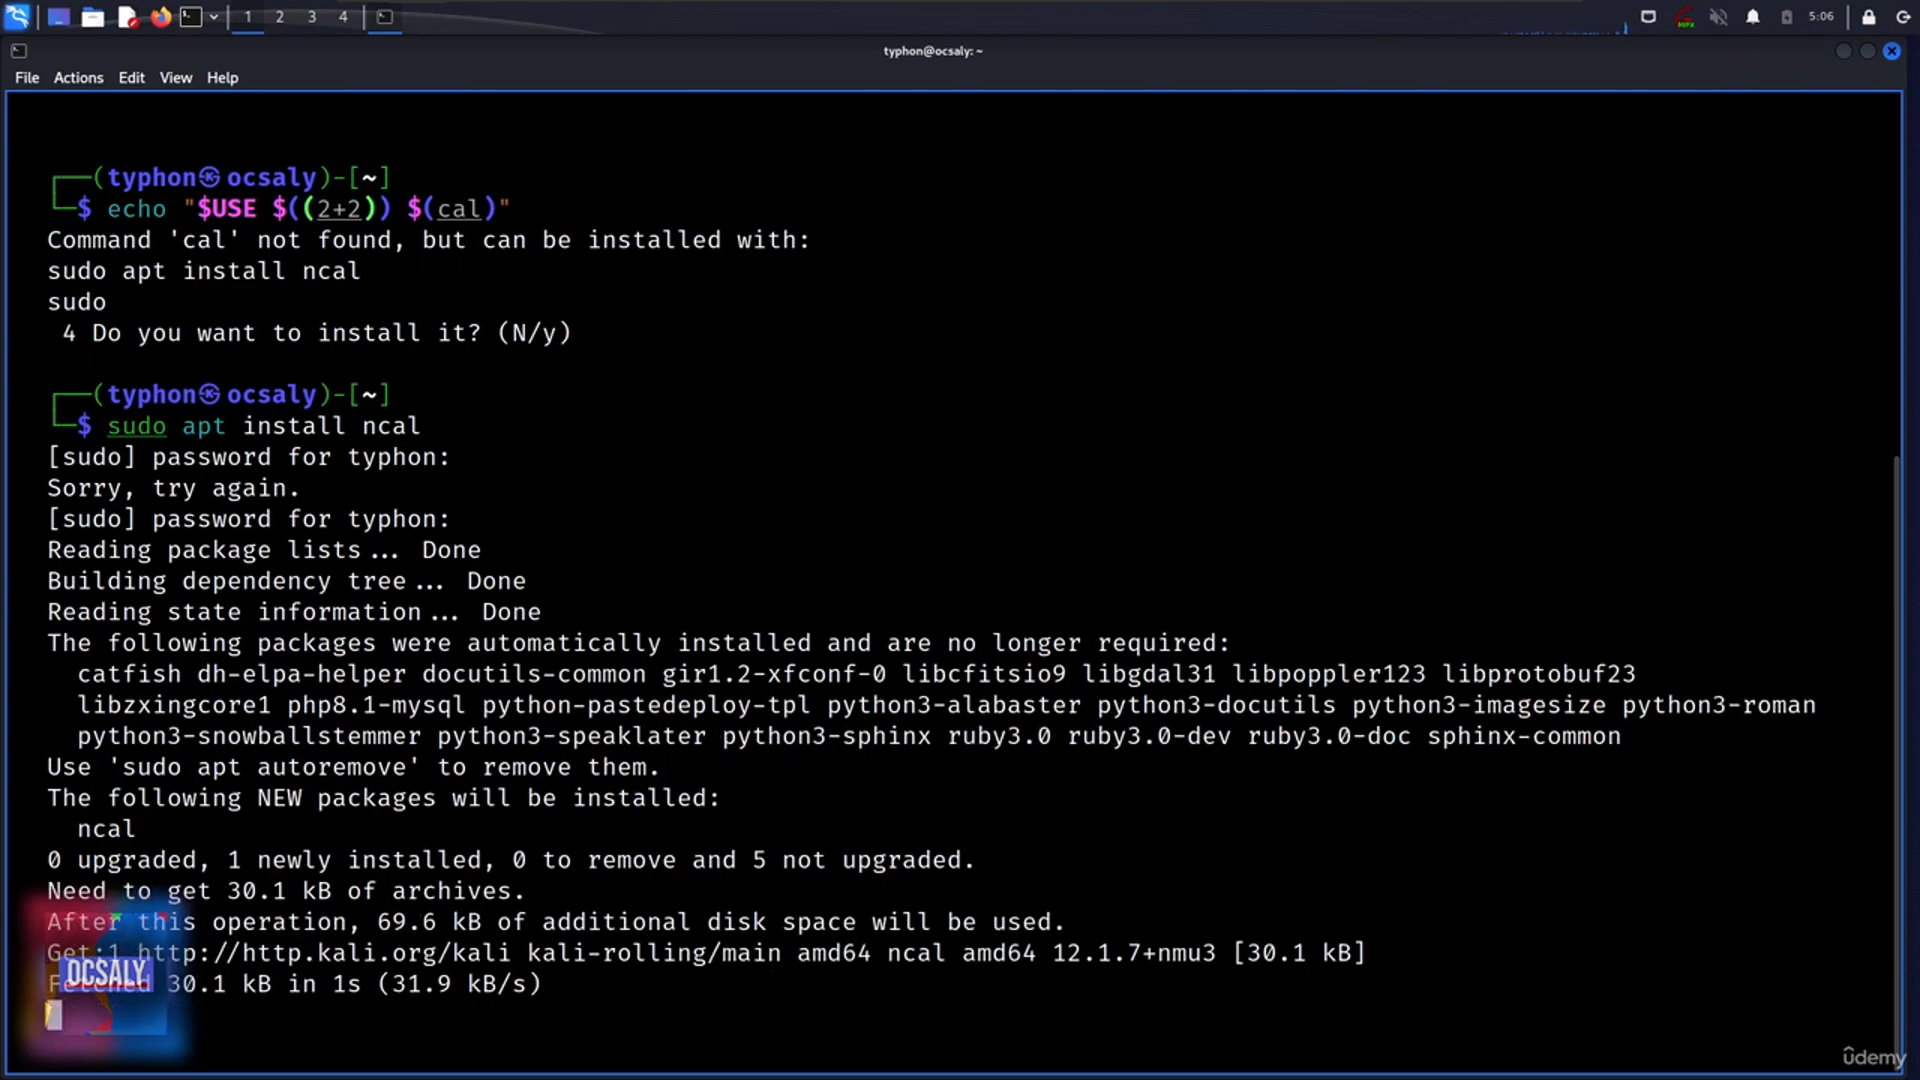 1 2 3 4
5:06
typhon@ocsaly: ~
File Actions Edit View Help
(typhon㉿ocsaly)-[~]
$ echo "$USE $((2+2)) $(cal)"
Command 'cal' not found, but can be installed with:
sudo apt install ncal
sudo
4 Do you want to install it? (N/y)
(typhon㉿ocsaly)-[~]
$ sudo apt install ncal
[sudo] password for typhon:
Sorry, try again.
[sudo] password for typhon:
Reading package lists... Done
Building dependency tree... Done
Reading state information... Done
The following packages were automatically installed and are no longer required:
catfish dh-elpa-helper docutils-common gir1.2-xfconf-0 libcfitsio9 libgdal31 libpoppler123 libprotobuf23
libzxingcore1 php8.1-mysql python-pastedeploy-tpl python3-alabaster python3-docutils python3-imagesize python3-roman
python3-snowballstemmer python3-speaklater python3-sphinx ruby3.0 ruby3.0-dev ruby3.0-doc sphinx-common
Use 'sudo apt autoremove' to remove them.
The following NEW packages will be installed:
ncal
0 upgraded, 1 newly installed, 0 to remove and 5 not upgraded.
Need to get 30.1 kB of archives.
After this operation, 69.6 kB of additional disk space will be used.
Get:1 http://http.kali.org/kali kali-rolling/main amd64 ncal amd64 12.1.7+nmu3 [30.1 kB]
OCSALY
Fetched 30.1 kB in 1s (31.9 kB/s)
ûdemy